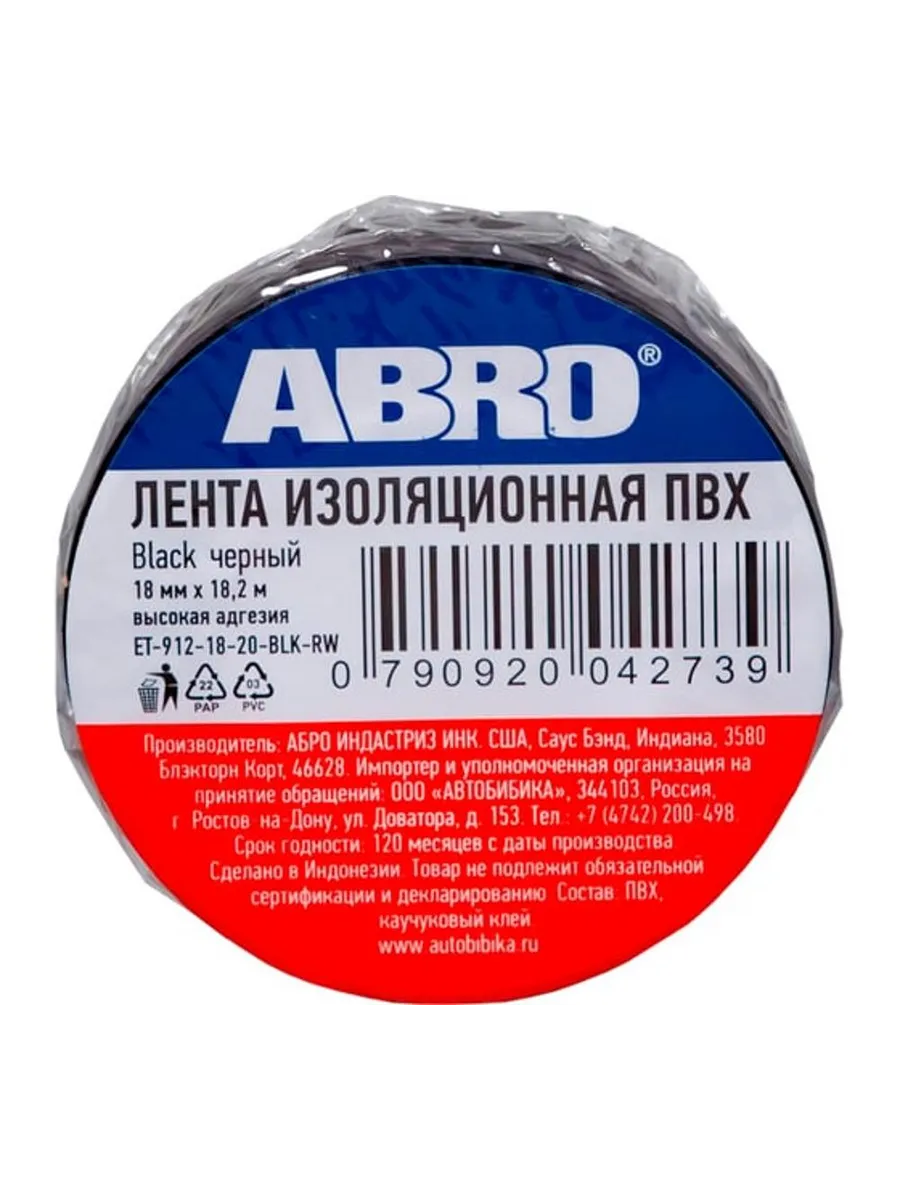 ABRO®
ЛЕНТА ИЗОЛЯЦИОННАЯ ПВХ
Black черный
18 мм х 18,2 м
высокая адгезия
ET-912-18-20-BLK-RW
0 790920 042739
22 03
PAP PVC
Производитель: АБРО ИНДАСТРИЗ ИНК. США, Саус Бэнд, Индиана, 3580
Блэкторн Корт, 46628. Импортер и уполномоченная организация на
принятие обращений: ООО «АВТОБИБИКА», 344103, Россия,
г. Ростов-на-Дону, ул. Доватора, д. 153. Тел.: +7 (4742) 200-498.
Срок годности: 120 месяцев с даты производства.
Сделано в Индонезии. Товар не подлежит обязательной
сертификации и декларированию. Состав: ПВХ,
каучуковый клей.
www.autobibika.ru